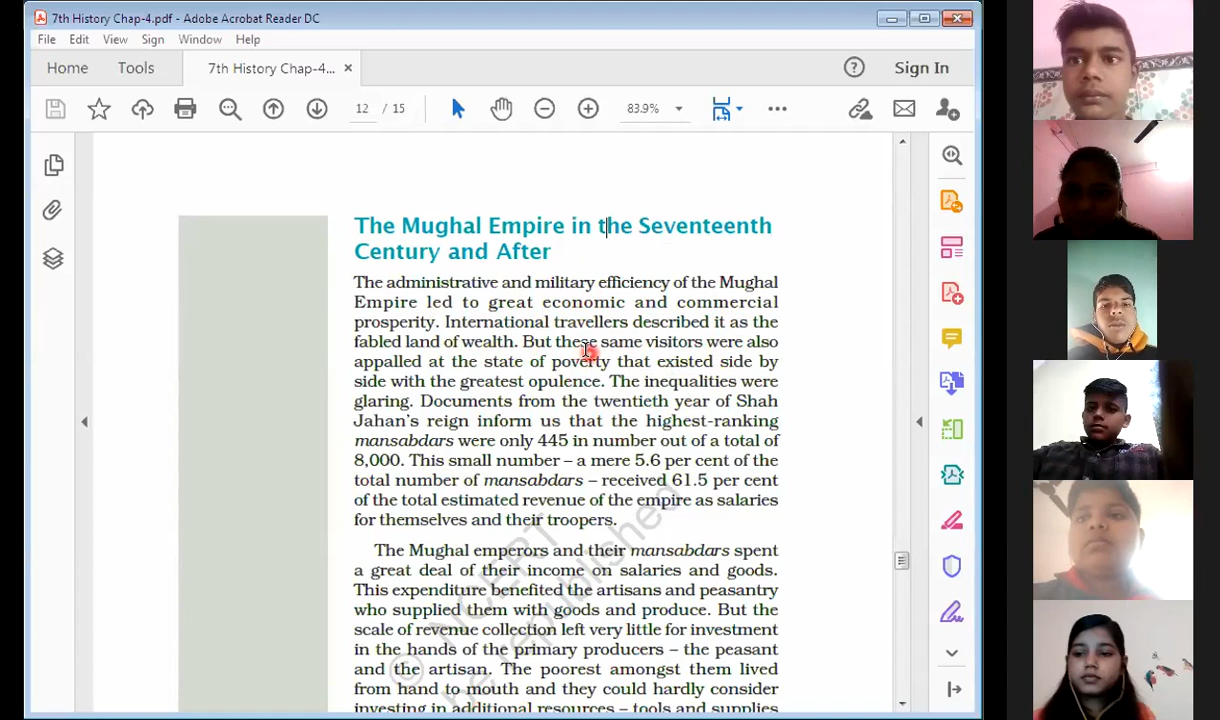 7th History Chap-4.pdf - Adobe Acrobat Reader DC
File Edit View Sign Window Help
Home Tools 7th History Chap-4... × Sign In
12 / 15 83.9%
The Mughal Empire in the Seventeenth
Century and After
The administrative and military efficiency of the Mughal
Empire led to great economic and commercial
prosperity. International travellers described it as the
fabled land of wealth. But these same visitors were also
appalled at the state of poverty that existed side by
side with the greatest opulence. The inequalities were
glaring. Documents from the twentieth year of Shah
Jahan's reign inform us that the highest-ranking
mansabdars were only 445 in number out of a total of
8,000. This small number – a mere 5.6 per cent of the
total number of mansabdars – received 61.5 per cent
of the total estimated revenue of the empire as salaries
for themselves and their troopers.
The Mughal emperors and their mansabdars spent
a great deal of their income on salaries and goods.
This expenditure benefited the artisans and peasantry
who supplied them with goods and produce. But the
scale of revenue collection left very little for investment
in the hands of the primary producers – the peasant
and the artisan. The poorest amongst them lived
from hand to mouth and they could hardly consider
investing in additional resources – tools and supplies
© NCERT
be republished